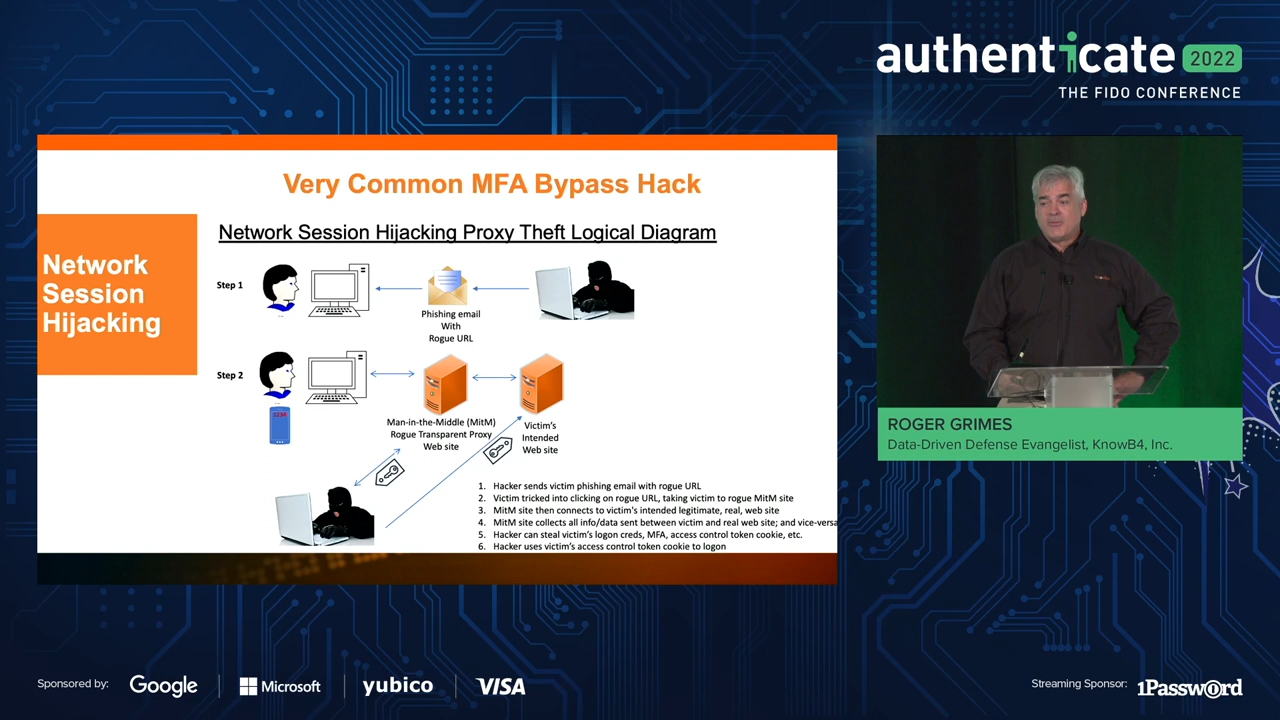 authenticate 2022
THE FIDO CONFERENCE
Very Common MFA Bypass Hack
Network
Session
Hijacking
Network Session Hijacking Proxy Theft Logical Diagram
Step 1
Phishing email
With
Rogue URL
Step 2
Man-in-the-Middle (MitM)
Rogue Transparent Proxy
Web site
Victim's
Intended
Web site
1. Hacker sends victim phishing email with rogue URL
2. Victim tricked into clicking on rogue URL, taking victim to rogue MitM site
3. MitM site then connects to victim's intended legitimate, real, web site
4. MitM site collects all info/data sent between victim and real web site; and vice-versa
5. Hacker can steal victim's logon creds, MFA, access control token cookie, etc.
6. Hacker uses victim's access control token cookie to logon
ROGER GRIMES
Data-Driven Defense Evangelist, KnowB4, Inc.
Sponsored by:
Google
Microsoft
yubico
VISA
Streaming Sponsor:
1Password